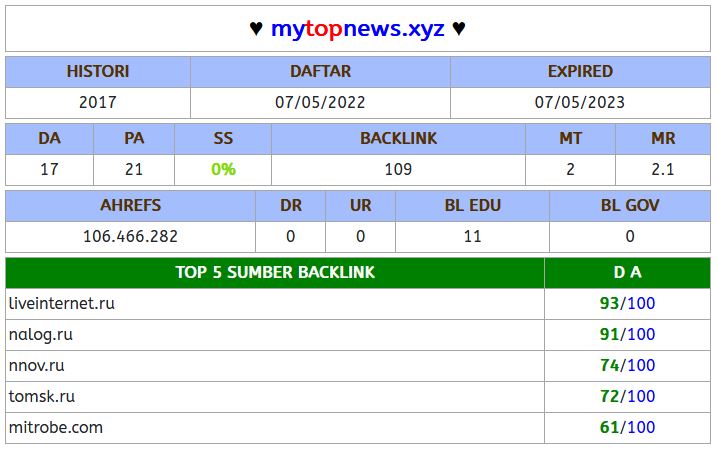 ♥ mytopnews.xyz ♥
HISTORI DAFTAR EXPIRED
2017 07/05/2022 07/05/2023
DA PA SS BACKLINK MT MR
17 21 0% 109 2 2.1
AHREFS DR UR BL EDU BL GOV
106.466.282 0 0 11 0
TOP 5 SUMBER BACKLINK D A
liveinternet.ru 93/100
nalog.ru 91/100
nnov.ru 74/100
tomsk.ru 72/100
mitrobe.com 61/100